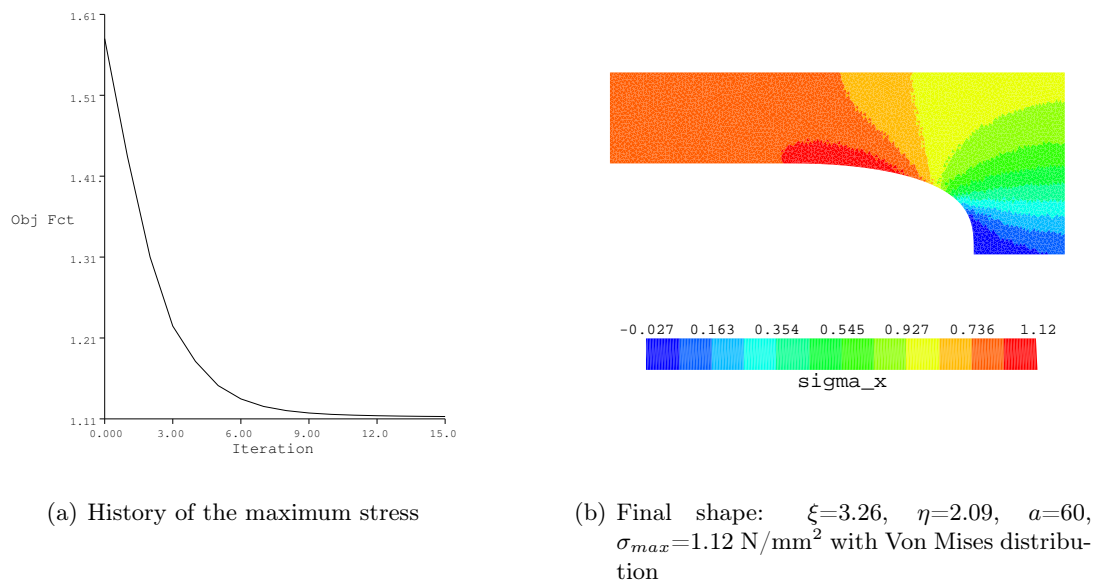 1.61
1.51
1.41
Obj Fct
1.31
1.21
1.11
0.000 3.00 6.00 9.00 12.0 15.0
Iteration
-0.027 0.163 0.354 0.545 0.927 0.736 1.12
sigma_x
(a) History of the maximum stress
(b) Final shape: ξ=3.26, η=2.09, a=60,
σmax=1.12 N/mm² with Von Mises distribu-
tion